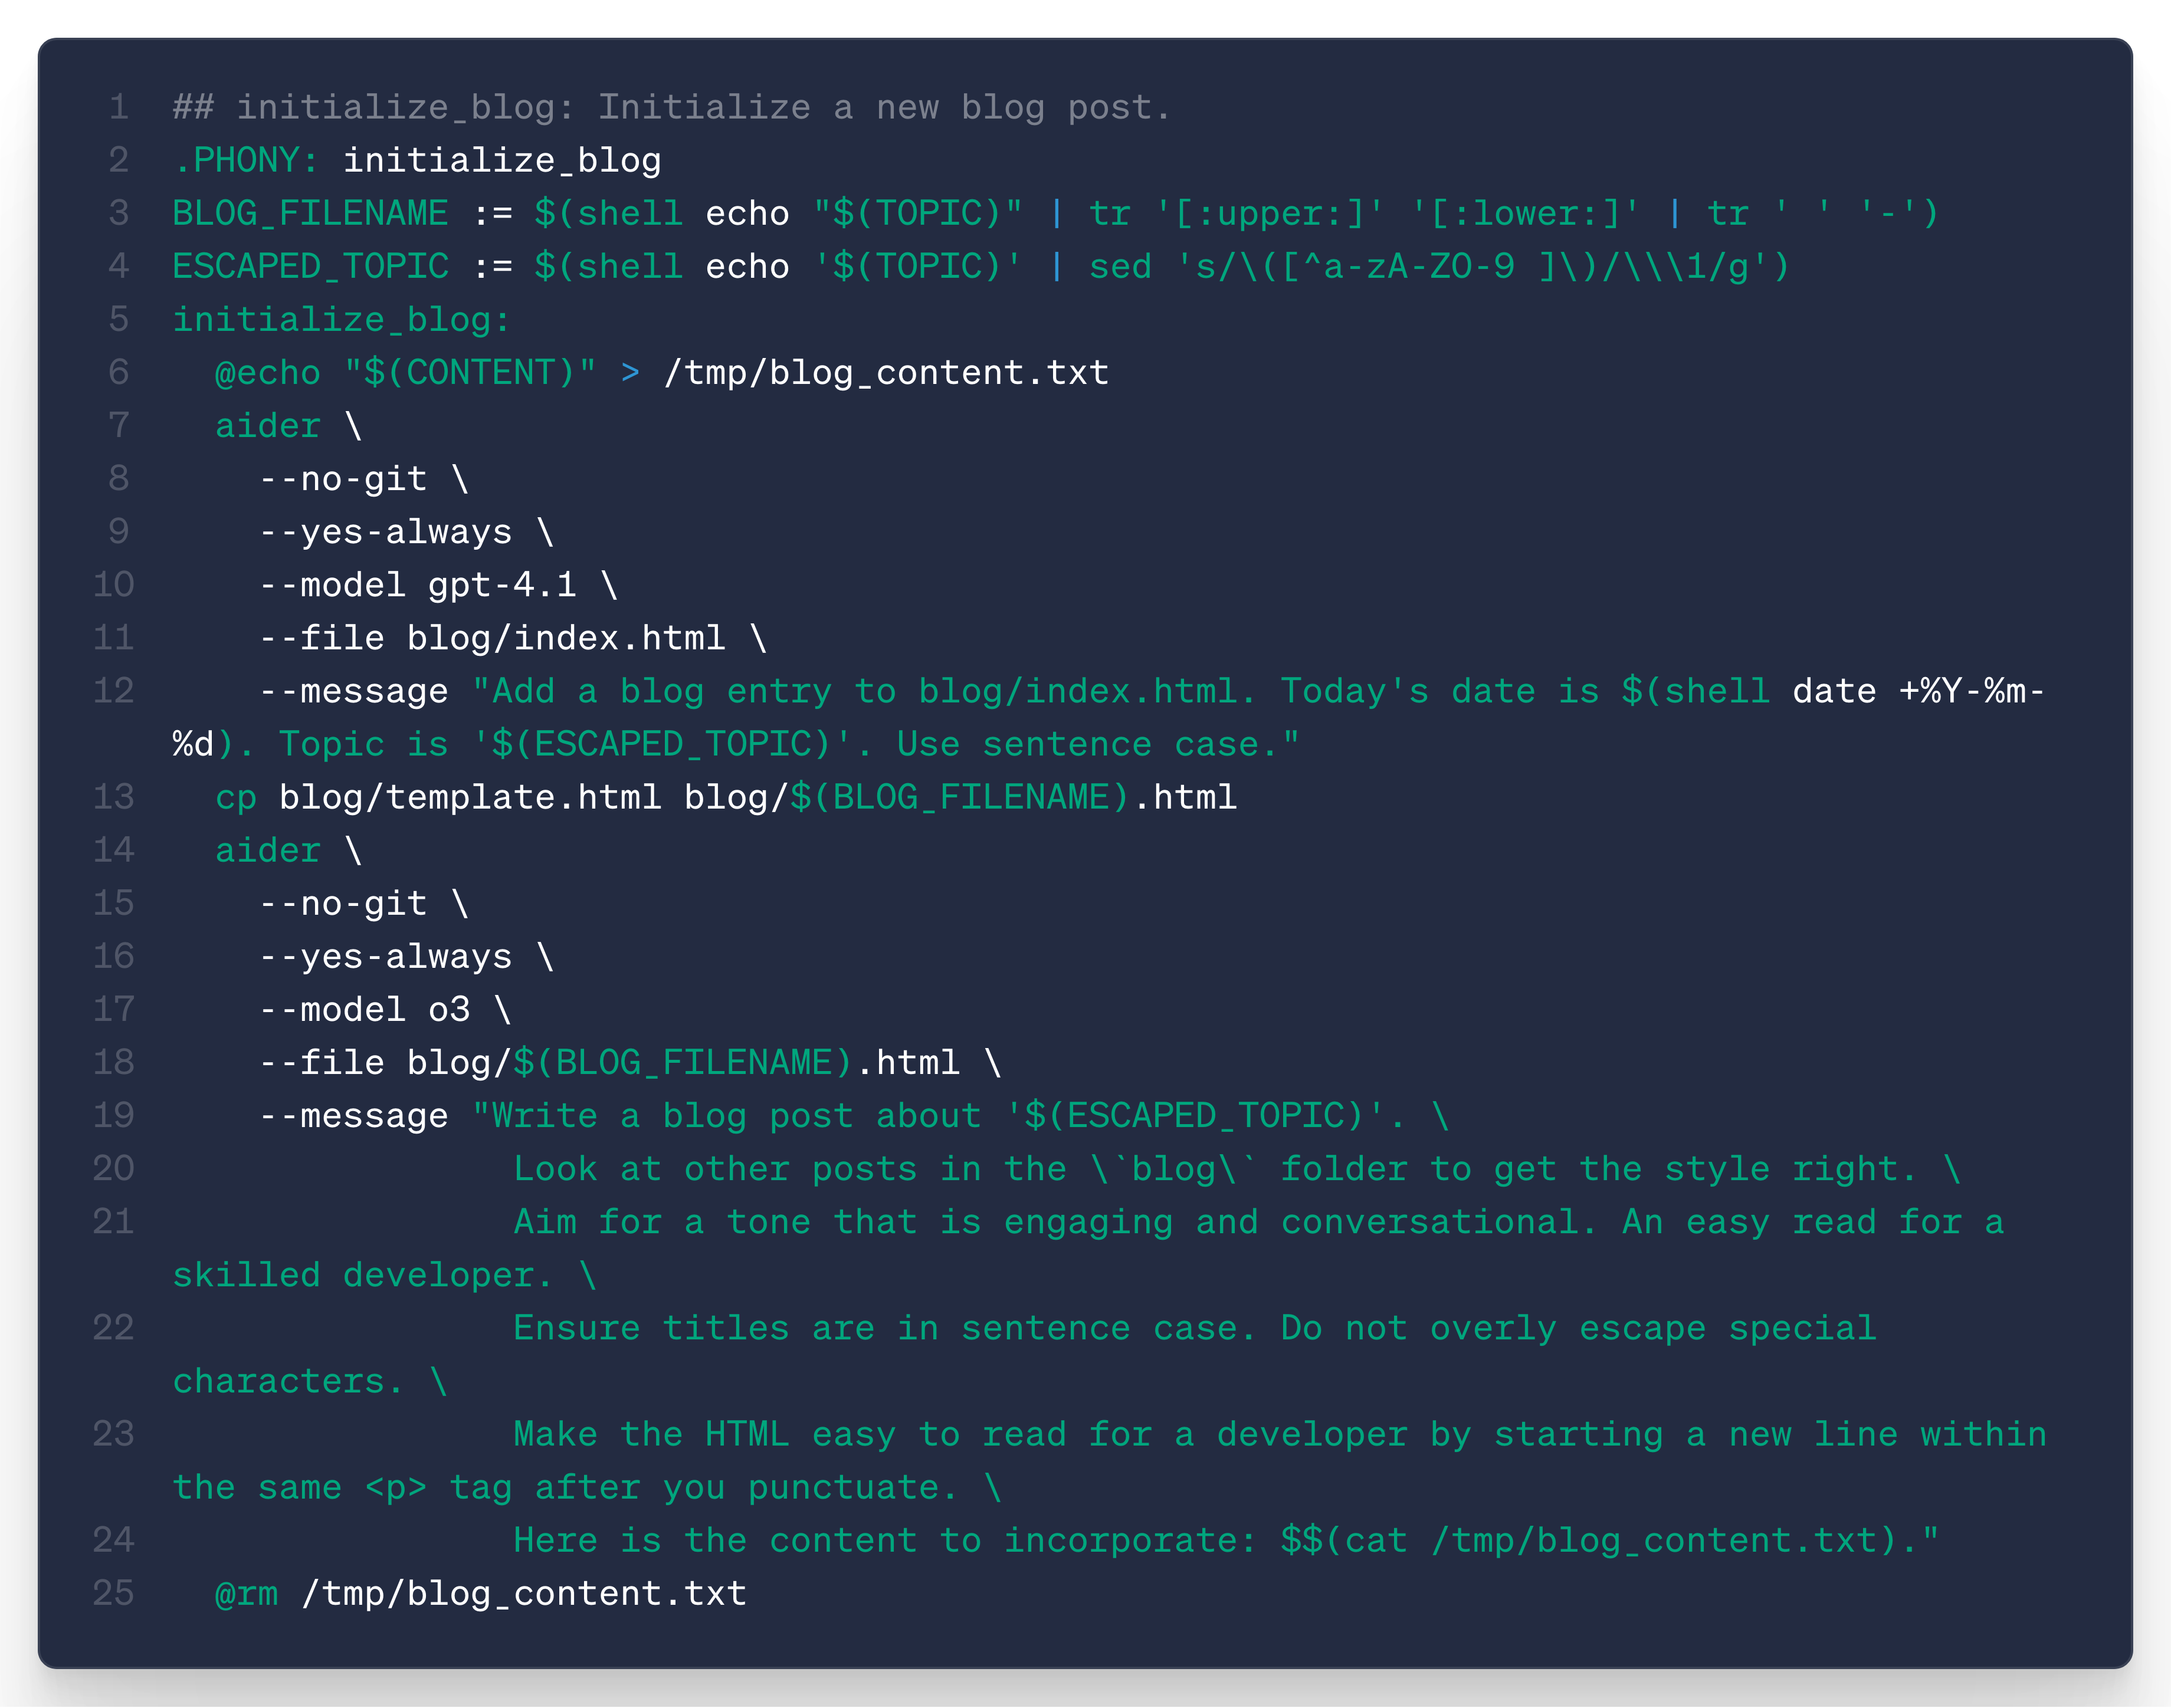 1 ## initialize_blog: Initialize a new blog post.
2 .PHONY: initialize_blog
3 BLOG_FILENAME := $(shell echo "$(TOPIC)" | tr '[:upper:]' '[:lower:]' | tr ' ' '-')
4 ESCAPED_TOPIC := $(shell echo '$(TOPIC)' | sed 's/\([^a-zA-Z0-9 ]\)/\\\1/g')
5 initialize_blog:
6   @echo "$(CONTENT)" > /tmp/blog_content.txt
7   aider \
8     --no-git \
9     --yes-always \
10     --model gpt-4.1 \
11     --file blog/index.html \
12     --message "Add a blog entry to blog/index.html. Today's date is $(shell date +%Y-%m-
%d). Topic is '$(ESCAPED_TOPIC)'. Use sentence case."
13   cp blog/template.html blog/$(BLOG_FILENAME).html
14   aider \
15     --no-git \
16     --yes-always \
17     --model o3 \
18     --file blog/$(BLOG_FILENAME).html \
19     --message "Write a blog post about '$(ESCAPED_TOPIC)'. \
20                 Look at other posts in the \`blog\` folder to get the style right. \
21                 Aim for a tone that is engaging and conversational. An easy read for a
skilled developer. \
22                 Ensure titles are in sentence case. Do not overly escape special
characters. \
23                 Make the HTML easy to read for a developer by starting a new line within
the same <p> tag after you punctuate. \
24                 Here is the content to incorporate: $$(cat /tmp/blog_content.txt)."
25   @rm /tmp/blog_content.txt